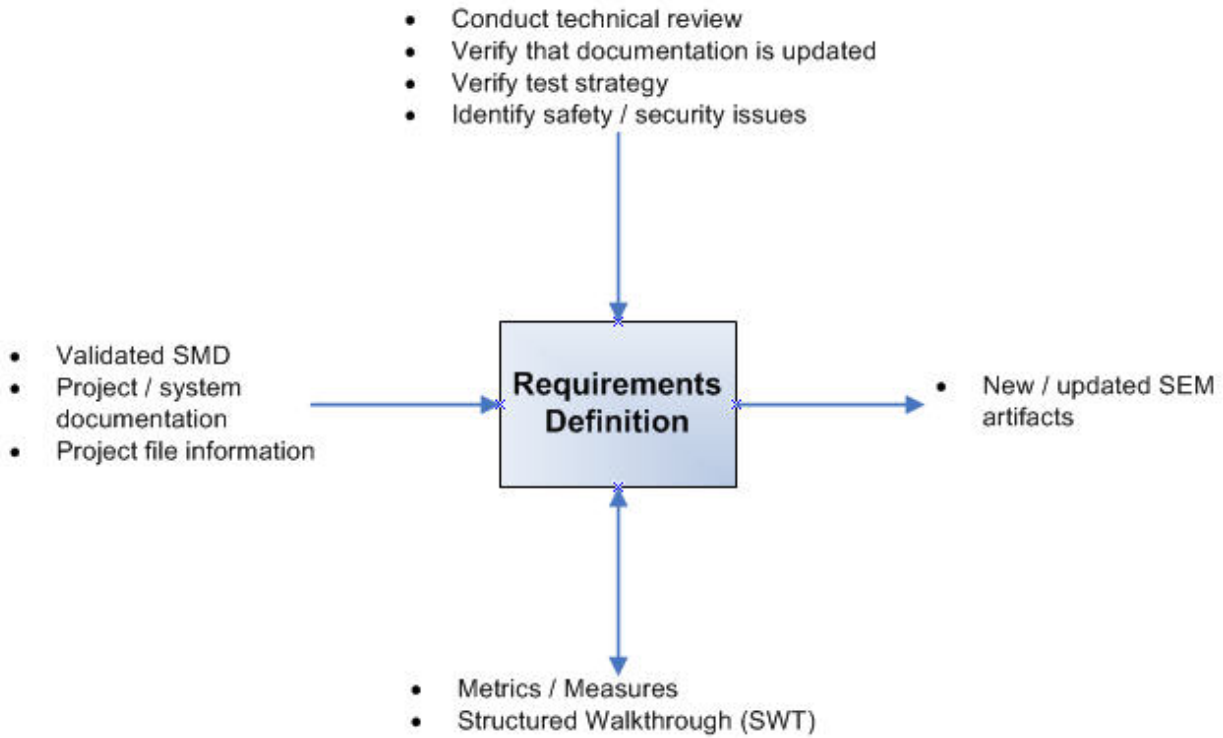 • Conduct technical review
• Verify that documentation is updated
• Verify test strategy
• Identify safety / security issues
• Validated SMD
• Project / system
documentation
• Project file information
Requirements
Definition
• New / updated SEM
artifacts
• Metrics / Measures
• Structured Walkthrough (SWT)